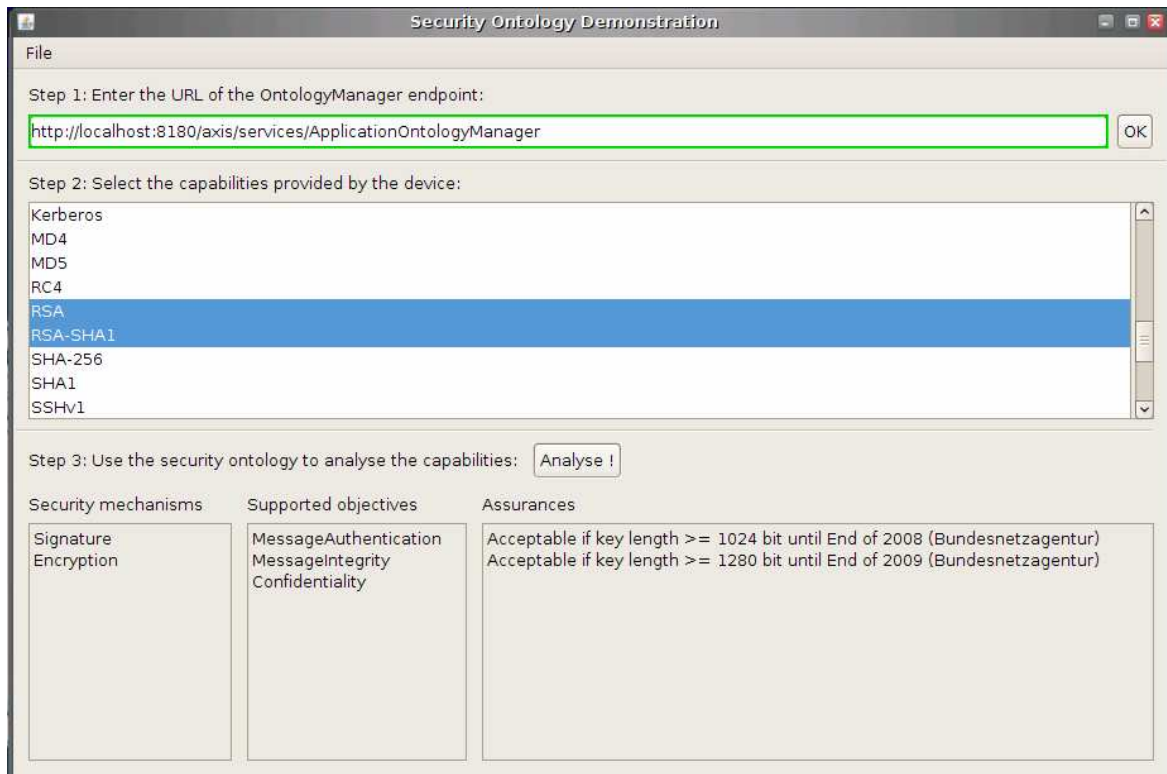 Security Ontology Demonstration
File
Step 1: Enter the URL of the OntologyManager endpoint:
http://localhost:8180/axis/services/ApplicationOntologyManager
OK
Step 2: Select the capabilities provided by the device:
Kerberos
MD4
MD5
RC4
RSA
RSA-SHA1
SHA-256
SHA1
SSHv1
Step 3: Use the security ontology to analyse the capabilities:
Analyse !
Security mechanisms
Signature
Encryption
Supported objectives
MessageAuthentication
MessageIntegrity
Confidentiality
Assurances
Acceptable if key length >= 1024 bit until End of 2008 (Bundesnetzagentur)
Acceptable if key length >= 1280 bit until End of 2009 (Bundesnetzagentur)